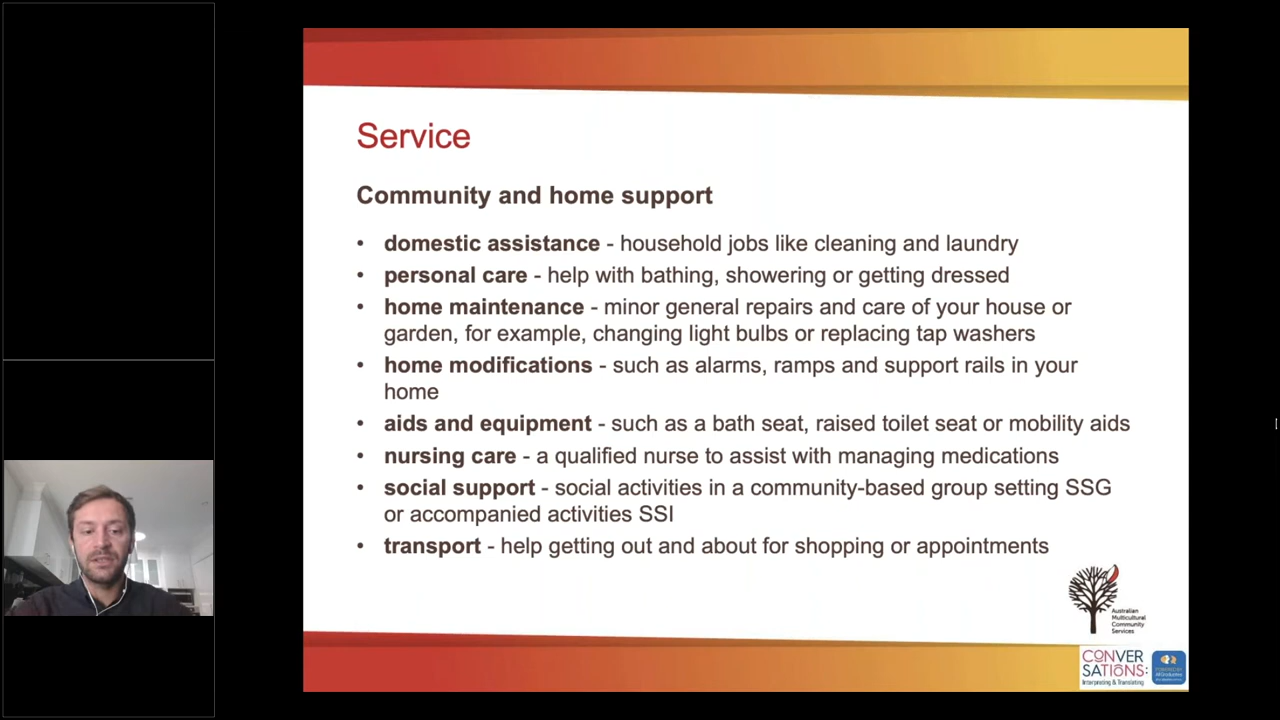 Service
Community and home support
• domestic assistance - household jobs like cleaning and laundry
• personal care - help with bathing, showering or getting dressed
• home maintenance - minor general repairs and care of your house or
garden, for example, changing light bulbs or replacing tap washers
• home modifications - such as alarms, ramps and support rails in your
home
• aids and equipment - such as a bath seat, raised toilet seat or mobility aids
• nursing care - a qualified nurse to assist with managing medications
• social support - social activities in a community-based group setting SSG
or accompanied activities SSI
• transport - help getting out and about for shopping or appointments
Australian
Multicultural
Community
Services
CONVER
SATIONS:
Interpreting & Translating